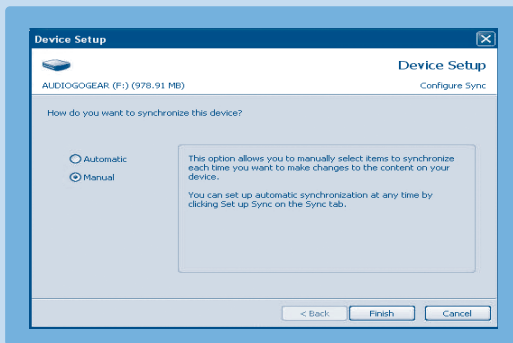 Device Setup
Device Setup
AUDIOGOGEAR (F:) (978.91 MB)
Configure Sync
How do you want to synchronize this device?
Automatic
Manual
This option allows you to manually select items to synchronize
each time you want to make changes to the content on your
device.
You can set up automatic synchronization at any time by
clicking Set up Sync on the Sync tab.
< Back
Finish
Cancel